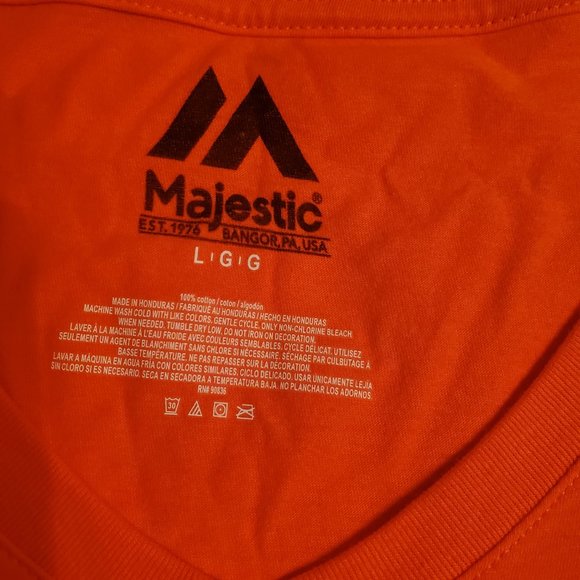 Majestic®
EST. 1976 BANGOR, PA, USA
L | G | G
100% cotton / coton / algodón
MADE IN HONDURAS / FABRIQUÉ AU HONDURAS / HECHO EN HONDURAS
MACHINE WASH COLD WITH LIKE COLORS. GENTLE CYCLE. ONLY NON-CHLORINE BLEACH
WHEN NEEDED. TUMBLE DRY LOW. DO NOT IRON ON DECORATION.
LAVER À LA MACHINE À L'EAU FROIDE AVEC COULEURS SEMBLABLES. CYCLE DÉLICAT. UTILISEZ
SEULEMENT UN AGENT DE BLANCHIMENT SANS CHLORE SI NÉCESSAIRE. SÉCHAGE PAR CULBUTAGE À
BASSE TEMPÉRATURE. NE PAS REPASSER SUR LA DÉCORATION.
LAVAR A MÁQUINA EN AGUA FRÍA CON COLORES SIMILARES. CICLO DELICADO. USAR ÚNICAMENTE LEJÍA
SIN CLORO SI ES NECESARIO. SECA EN SECADORA A TEMPERATURA BAJA. NO PLANCHAR LOS ADORNOS.
RN# 90836
30